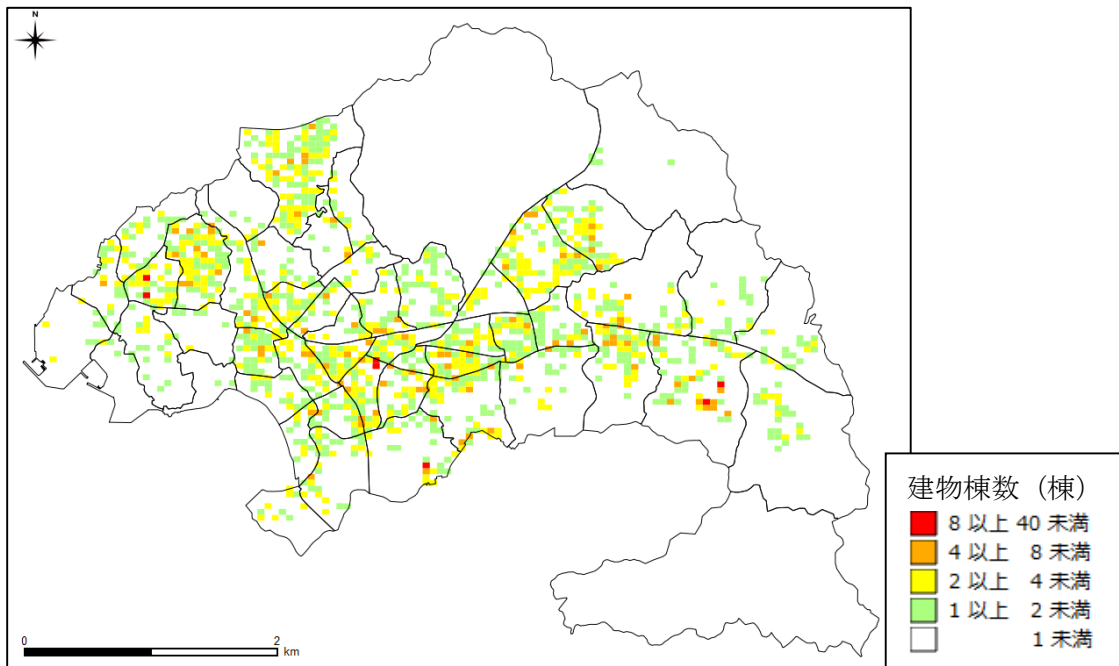 N
0 2
km
建物棟数（棟）
8 以上 40 未満
4 以上 8 未満
2 以上 4 未満
1 以上 2 未満
1 未満